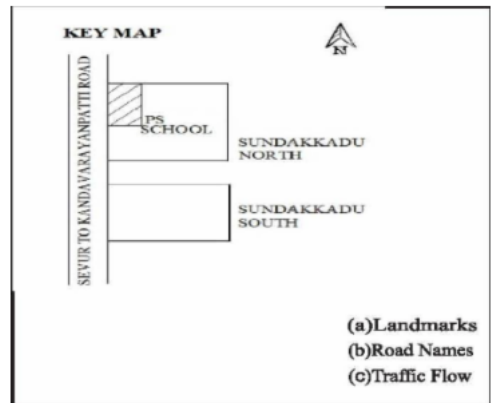 KEY MAP
N
SEVUR TO KANDAVARAYANPATTI ROAD
PS
SCHOOL
SUNDAKKADU
NORTH
SUNDAKKADU
SOUTH
(a)Landmarks
(b)Road Names
(c)Traffic Flow